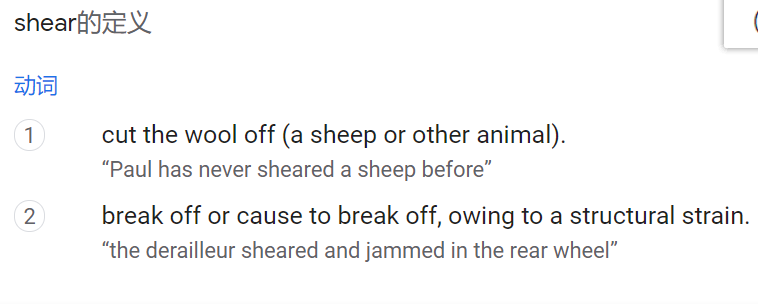 shear的定义
动词
1 cut the wool off (a sheep or other animal).
“Paul has never sheared a sheep before”
2 break off or cause to break off, owing to a structural strain.
“the derailleur sheared and jammed in the rear wheel”